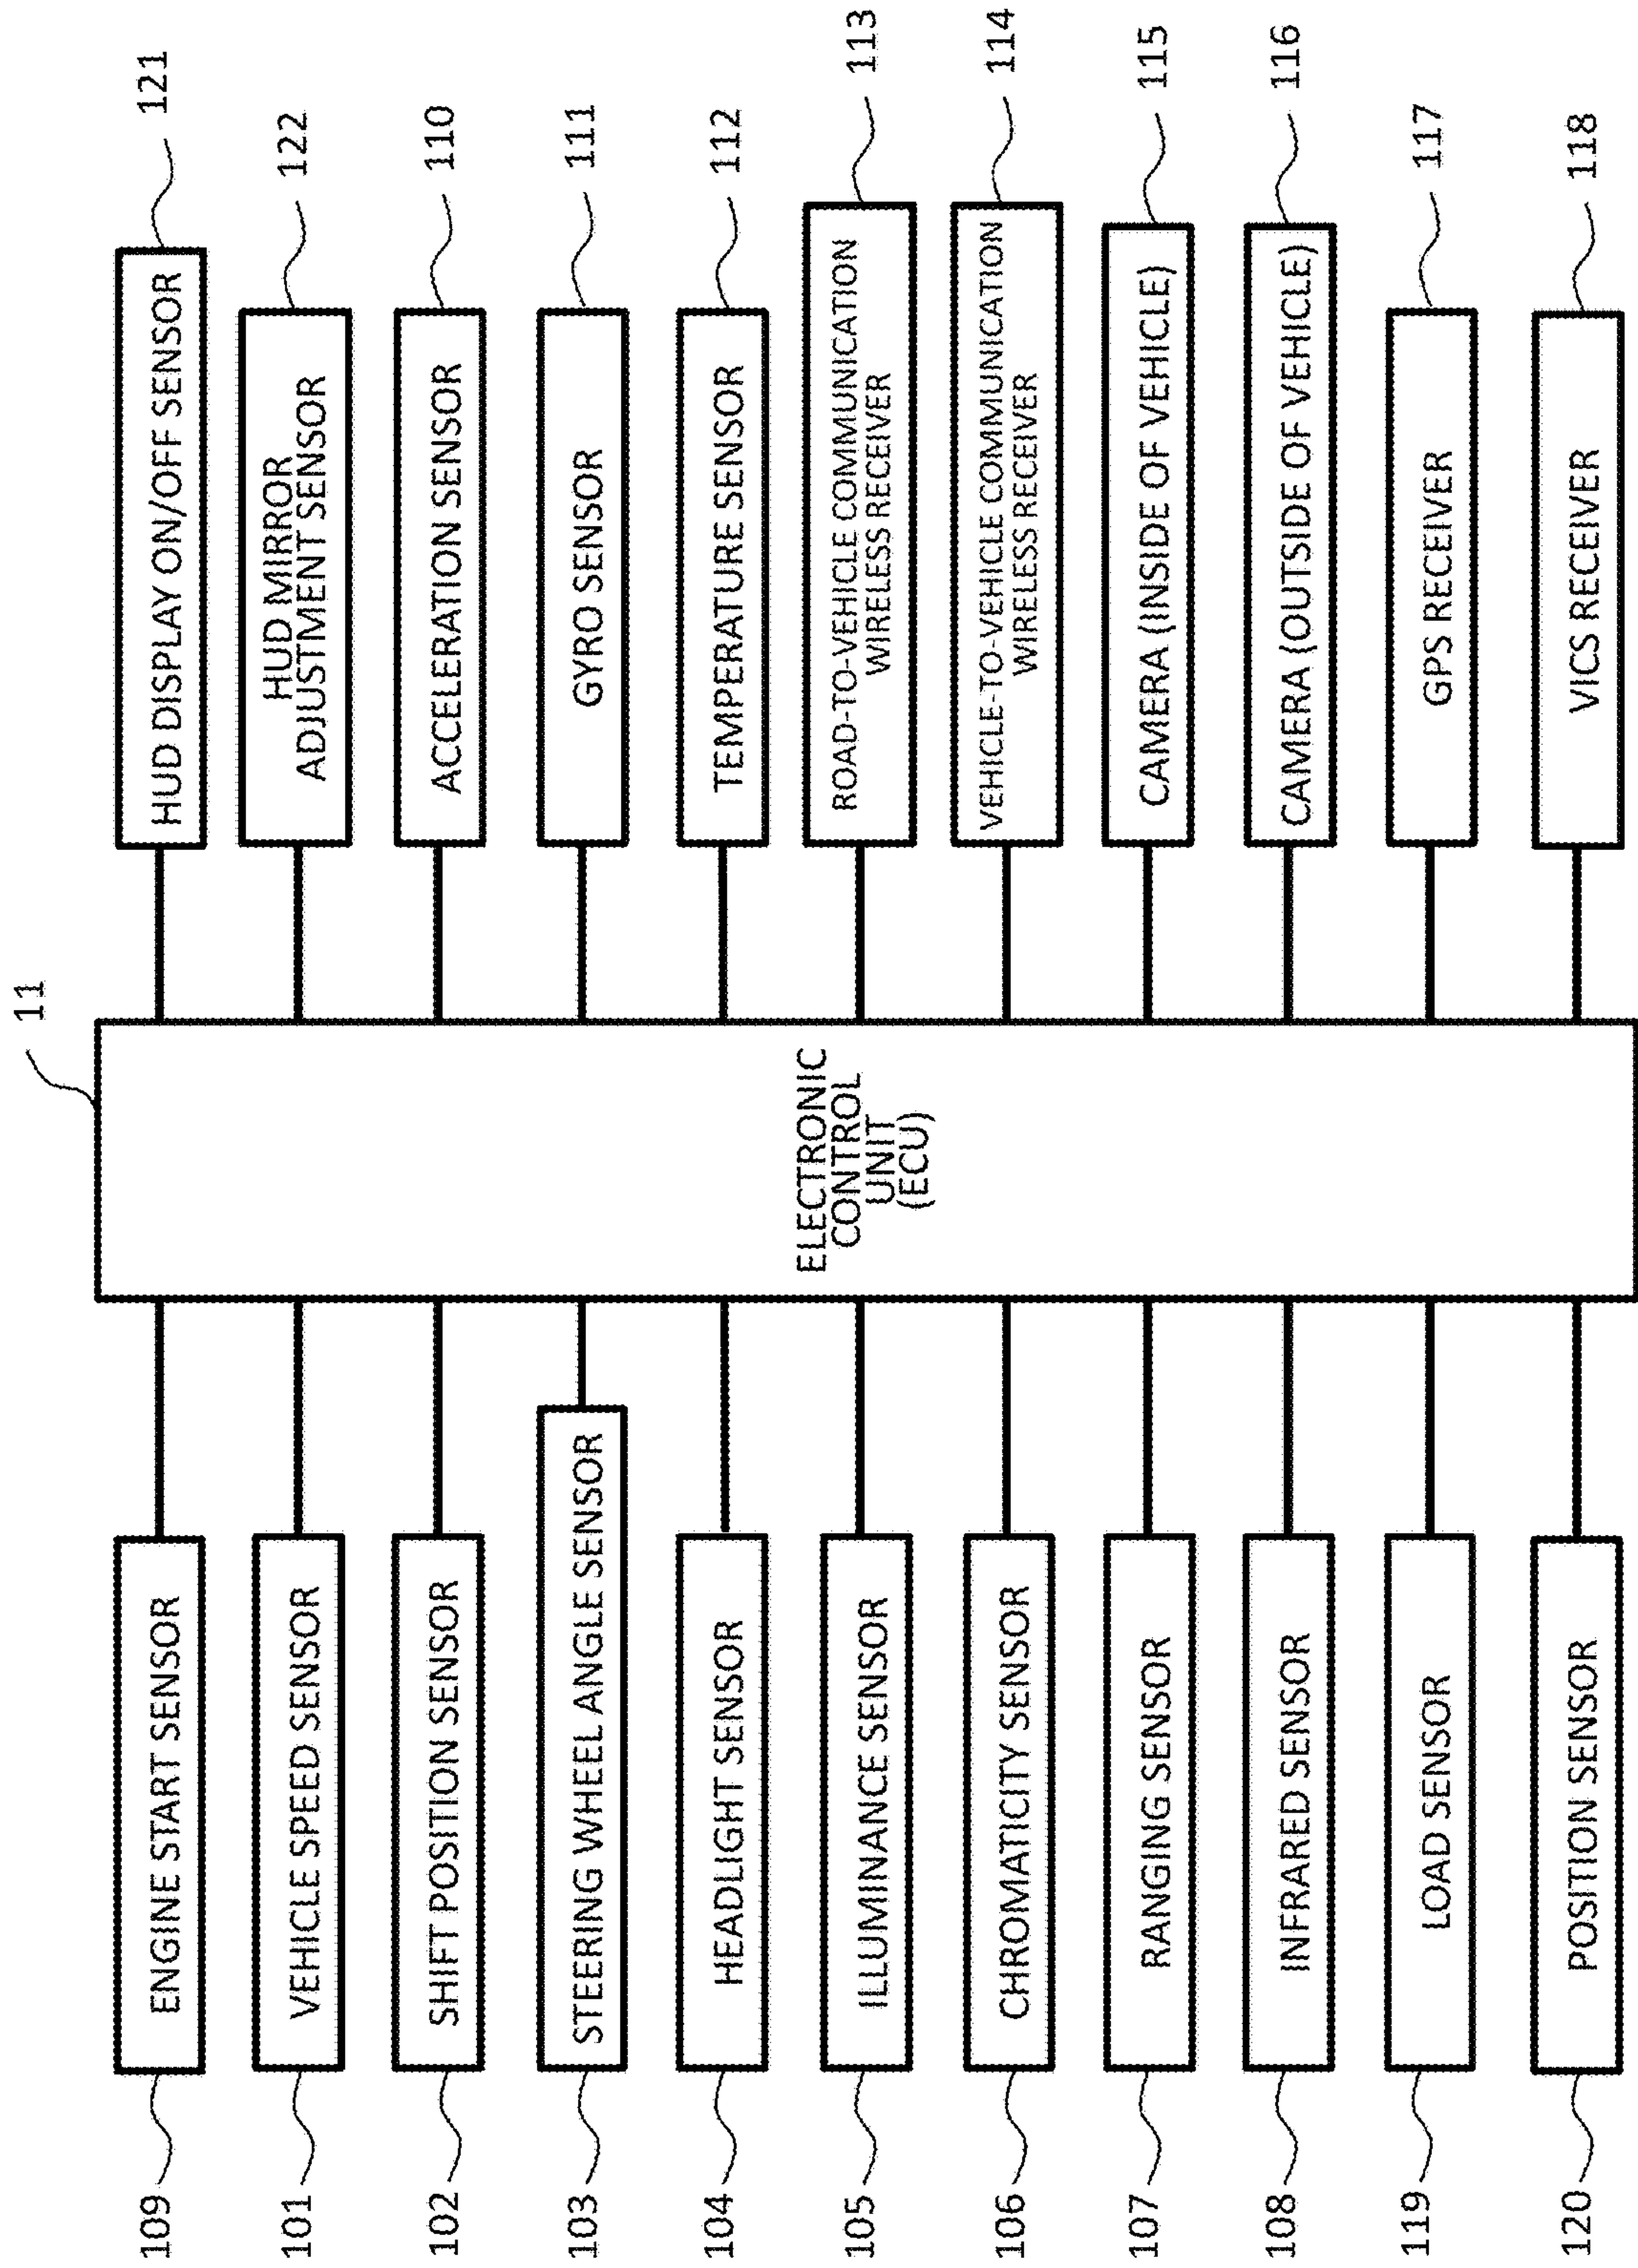 11
109
ENGINE START SENSOR
101
VEHICLE SPEED SENSOR
102
SHIFT POSITION SENSOR
103
STEERING WHEEL ANGLE SENSOR
104
HEADLIGHT SENSOR
105
ILLUMINANCE SENSOR
106
CHROMATICITY SENSOR
107
RANGING SENSOR
108
INFRARED SENSOR
119
LOAD SENSOR
120
POSITION SENSOR
ELECTRONIC
CONTROL
UNIT
(ECU)
HUD DISPLAY ON/OFF SENSOR
121
HUD MIRROR
ADJUSTMENT SENSOR
122
ACCELERATION SENSOR
110
GYRO SENSOR
111
TEMPERATURE SENSOR
112
ROAD-TO-VEHICLE COMMUNICATION
WIRELESS RECEIVER
113
VEHICLE-TO-VEHICLE COMMUNICATION
WIRELESS RECEIVER
114
CAMERA (INSIDE OF VEHICLE)
115
CAMERA (OUTSIDE OF VEHICLE)
116
GPS RECEIVER
117
VICS RECEIVER
118